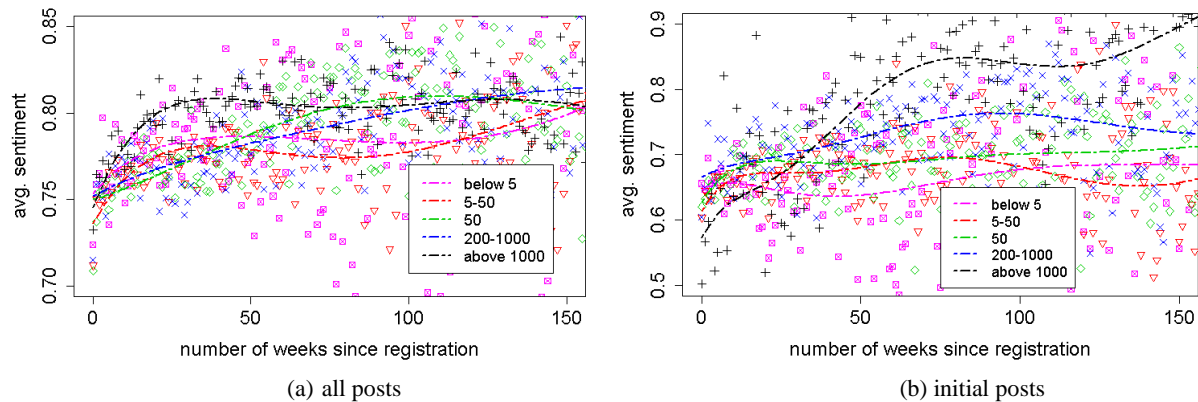 0.85
0.80
0.75
0.70
avg. sentiment
below 5
5-50
50
200-1000
above 1000
0 50 100 150
number of weeks since registration
(a) all posts
0.9
0.8
0.7
0.6
0.5
avg. sentiment
below 5
5-50
50
200-1000
above 1000
0 50 100 150
number of weeks since registration
(b) initial posts